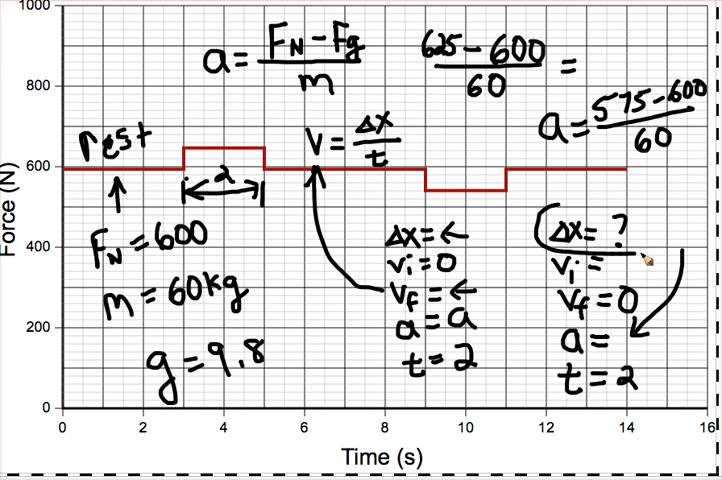 1000
a = F_N - F_g / m
625 - 600 / 60 =
800
a = 575 - 600 / 60
rest
V = Δx / t
600
2
Force (N)
F_N = 600
Δx = ←
Δx = ?
400
v_i = 0
v_i =
m = 60kg
v_f = ←
v_f = 0
200
a = a
a =
g = 9.8
t = 2
t = 2
0
0 2 4 6 8 10 12 14 16
Time (s)